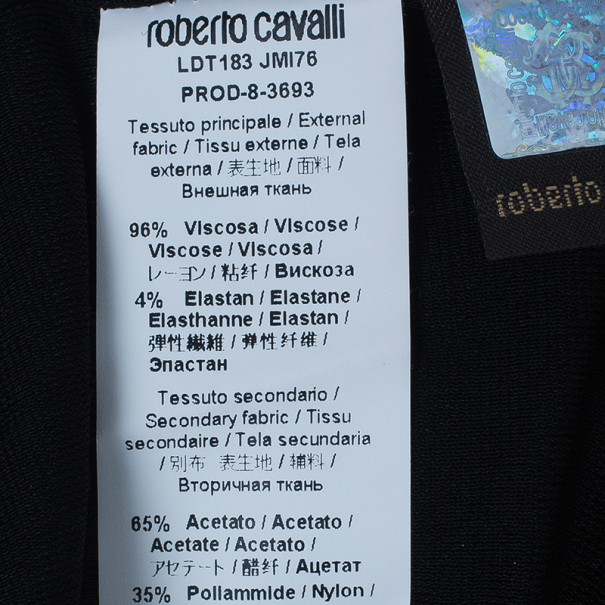 roberto cavalli
LDT183 JMI76
PROD-8-3693
Tessuto principale / External
fabric / Tissu externe / Tela
externa / 表生地 / 面料 /
Внешная ткань
96% VIscosa / VIscose /
VIscose / VIscosa /
レーヨン / 粘纤 / Вискоза
4% Elastan / Elastane /
Elasthanne / Elastan /
弾性繊維 / 弹性纤维 /
Эпастан
Tessuto secondario /
Secondary fabric / Tissu
secondaire / Tela secundaria
/ 別布 表生地 / 辅料 /
Вторичная ткань
65% Acetato / Acetato /
Acetate / Acetato /
アセテート / 醋纤 / Ацетат
35% PolIammIde / Nylon /
roberto